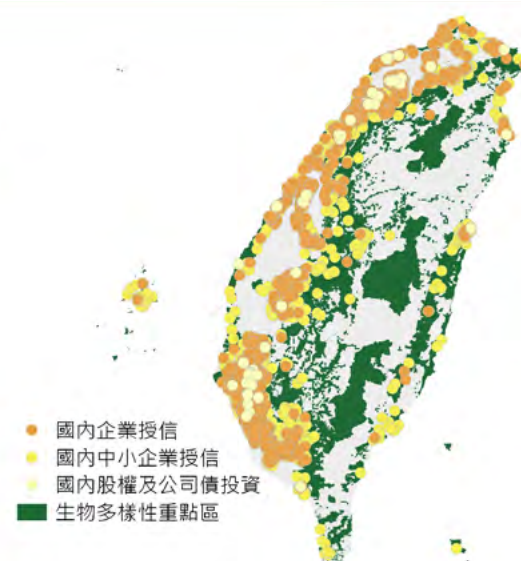 國內企業授信
國內中小企業授信
國內股權及公司債投資
生物多樣性重點區